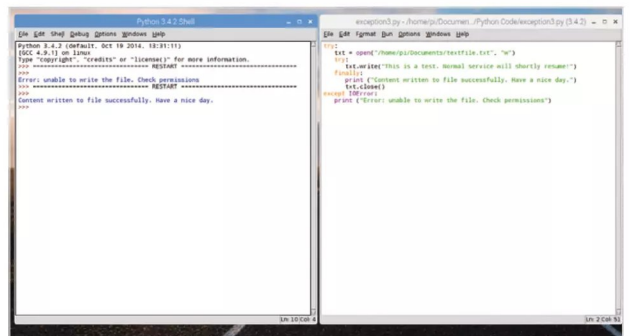 Python 3.4.2 Shell
File Edit Shell Debug Options Windows Help
Python 3.4.2 (default, Oct 19 2014, 13:31:11)
[GCC 4.9.1] on linux
Type "copyright", "credits" or "license()" for more information.
>>> ================================ RESTART ================================
>>>
Error: unable to write the file. Check permissions
>>> ================================ RESTART ================================
>>>
Content written to file successfully. Have a nice day.
>>>
Ln: 10 Col: 4
exception3.py - /home/pi/Documen.../Python Code/exception3.py (3.4.2)
File Edit Format Run Options Windows Help
try:
    txt = open("/home/pi/Documents/textfile.txt", "w")
    try:
        txt.write("This is a test. Normal service will shortly resume!")
    finally:
        print ("Content written to file successfully. Have a nice day.")
        txt.close()
except IOError:
    print ("Error: unable to write the file. Check permissions")
Ln: 2 Col: 51